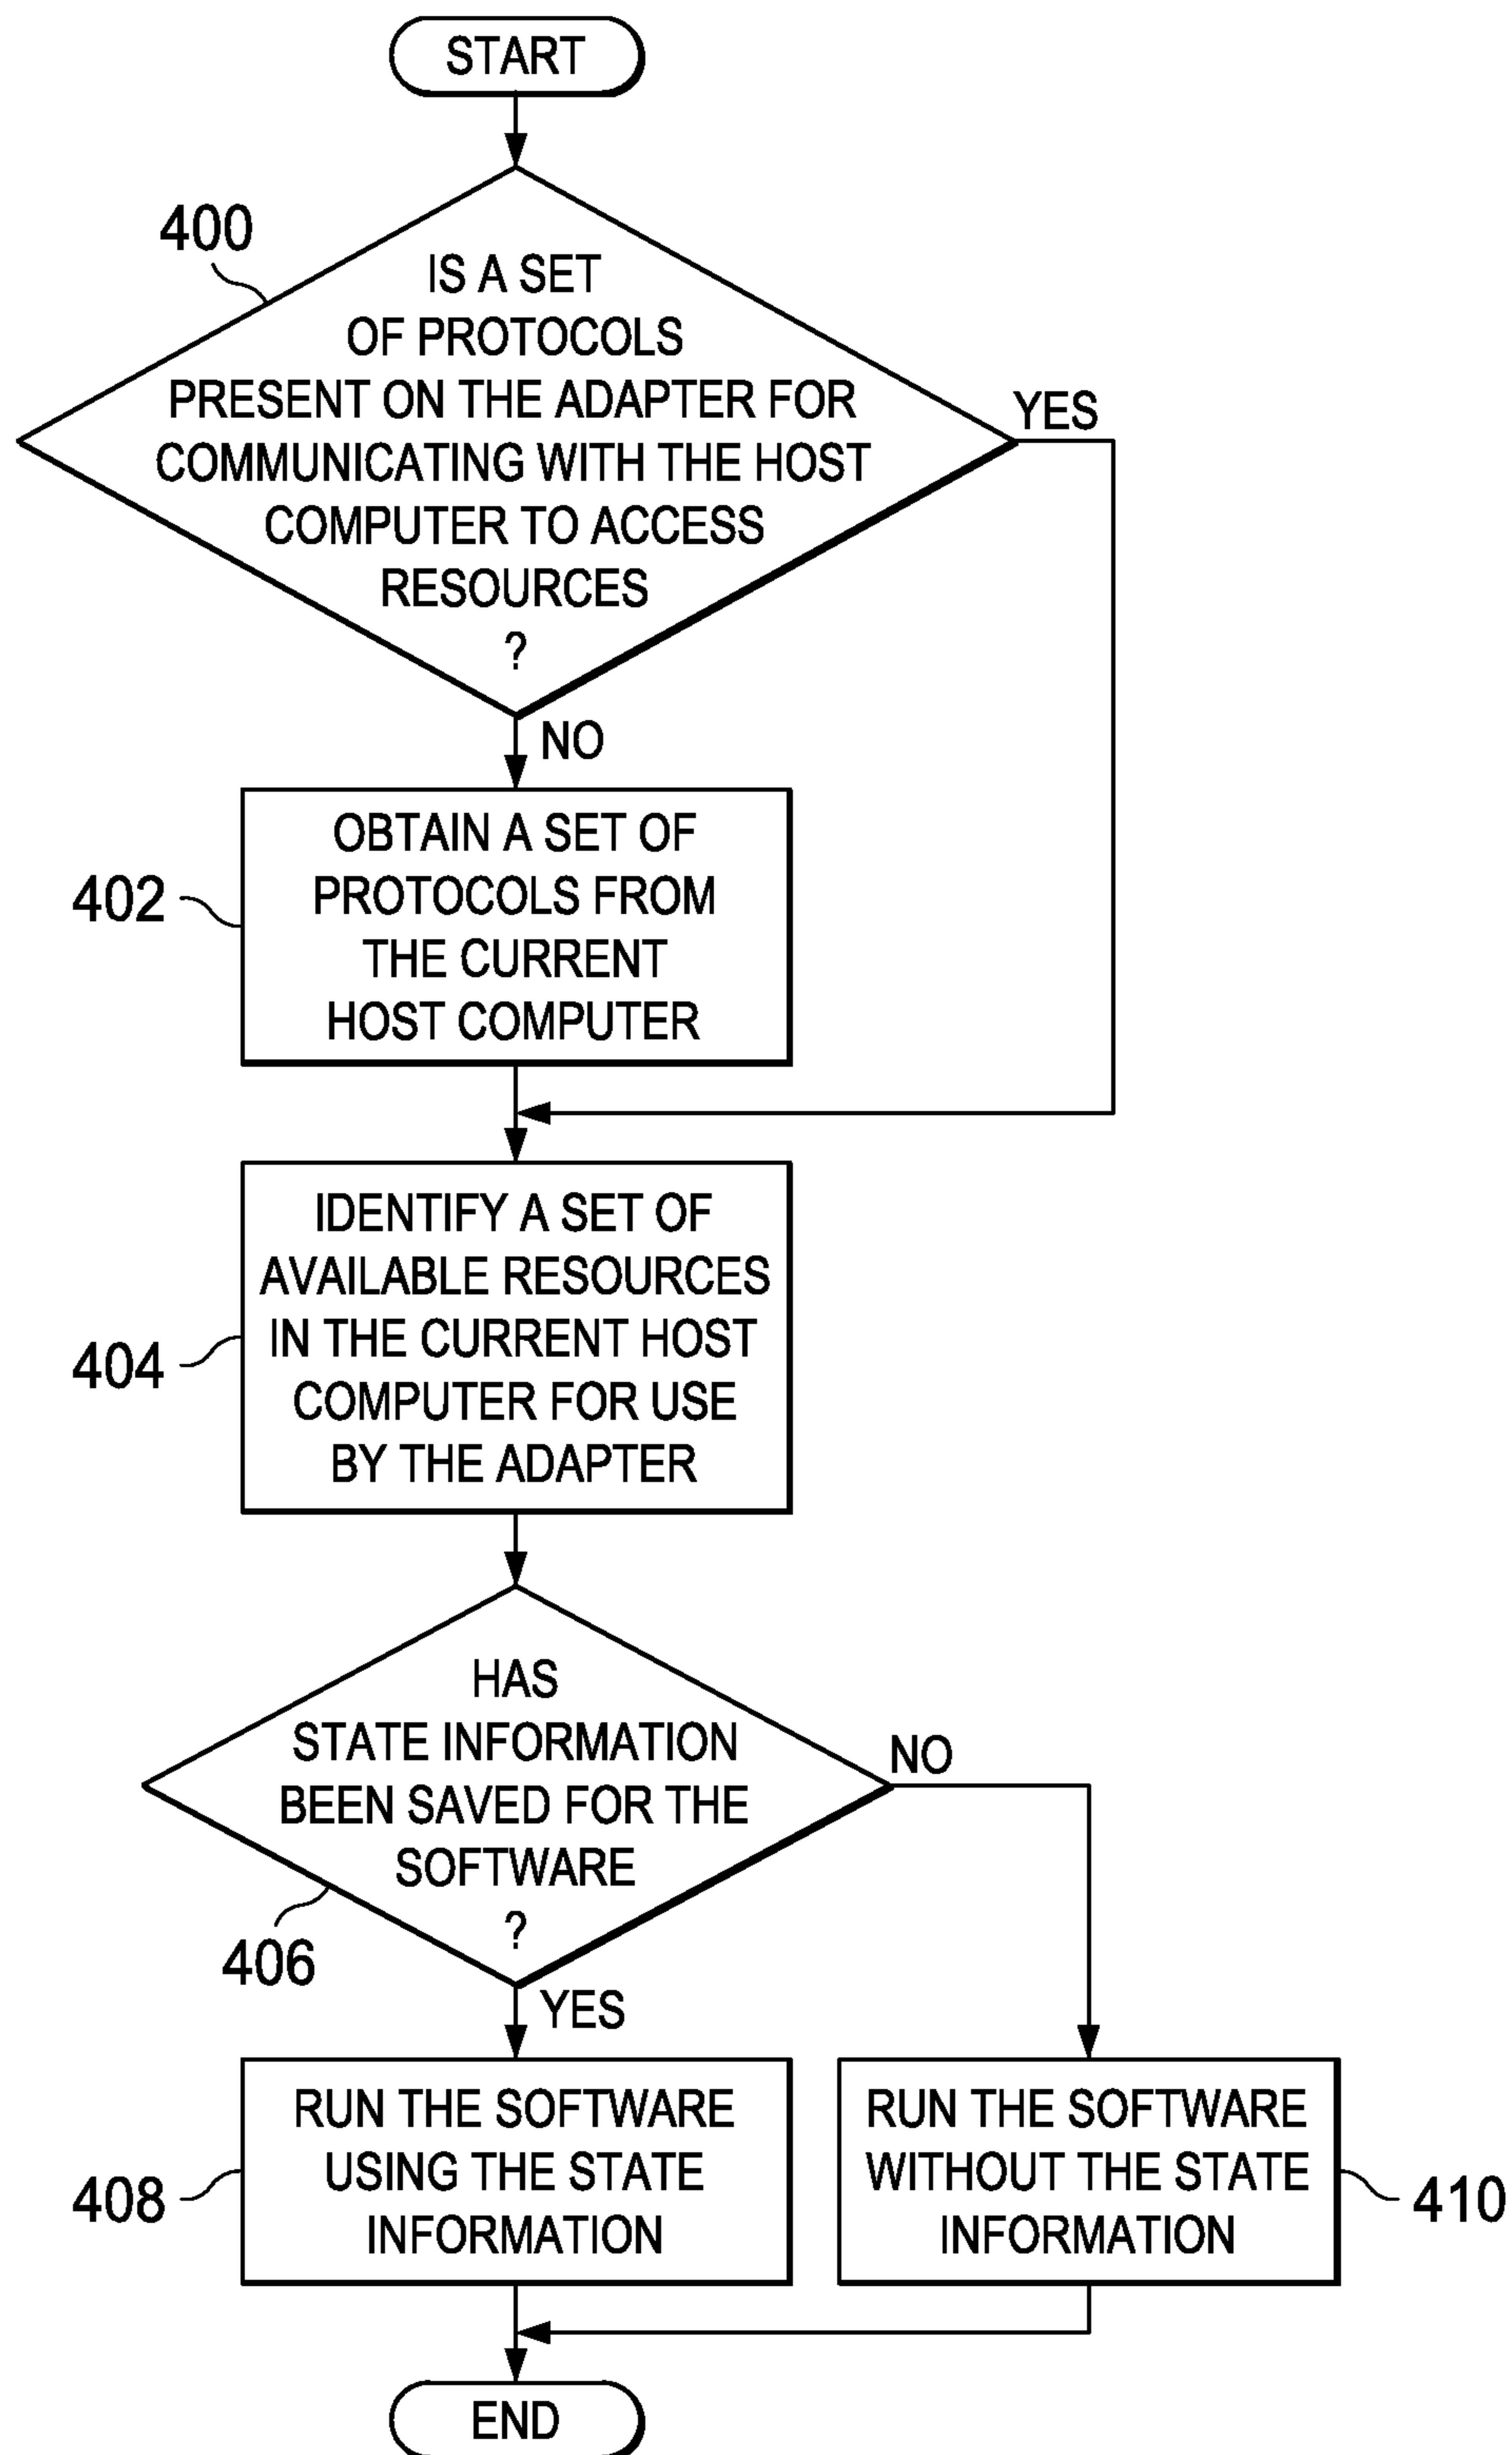 START
400
IS A SET
OF PROTOCOLS
PRESENT ON THE ADAPTER FOR
COMMUNICATING WITH THE HOST
COMPUTER TO ACCESS
RESOURCES
?
YES
NO
402
OBTAIN A SET OF
PROTOCOLS FROM
THE CURRENT
HOST COMPUTER
404
IDENTIFY A SET OF
AVAILABLE RESOURCES
IN THE CURRENT HOST
COMPUTER FOR USE
BY THE ADAPTER
HAS
STATE INFORMATION
BEEN SAVED FOR THE
SOFTWARE
?
406
NO
YES
408
RUN THE SOFTWARE
USING THE STATE
INFORMATION
RUN THE SOFTWARE
WITHOUT THE STATE
INFORMATION
410
END